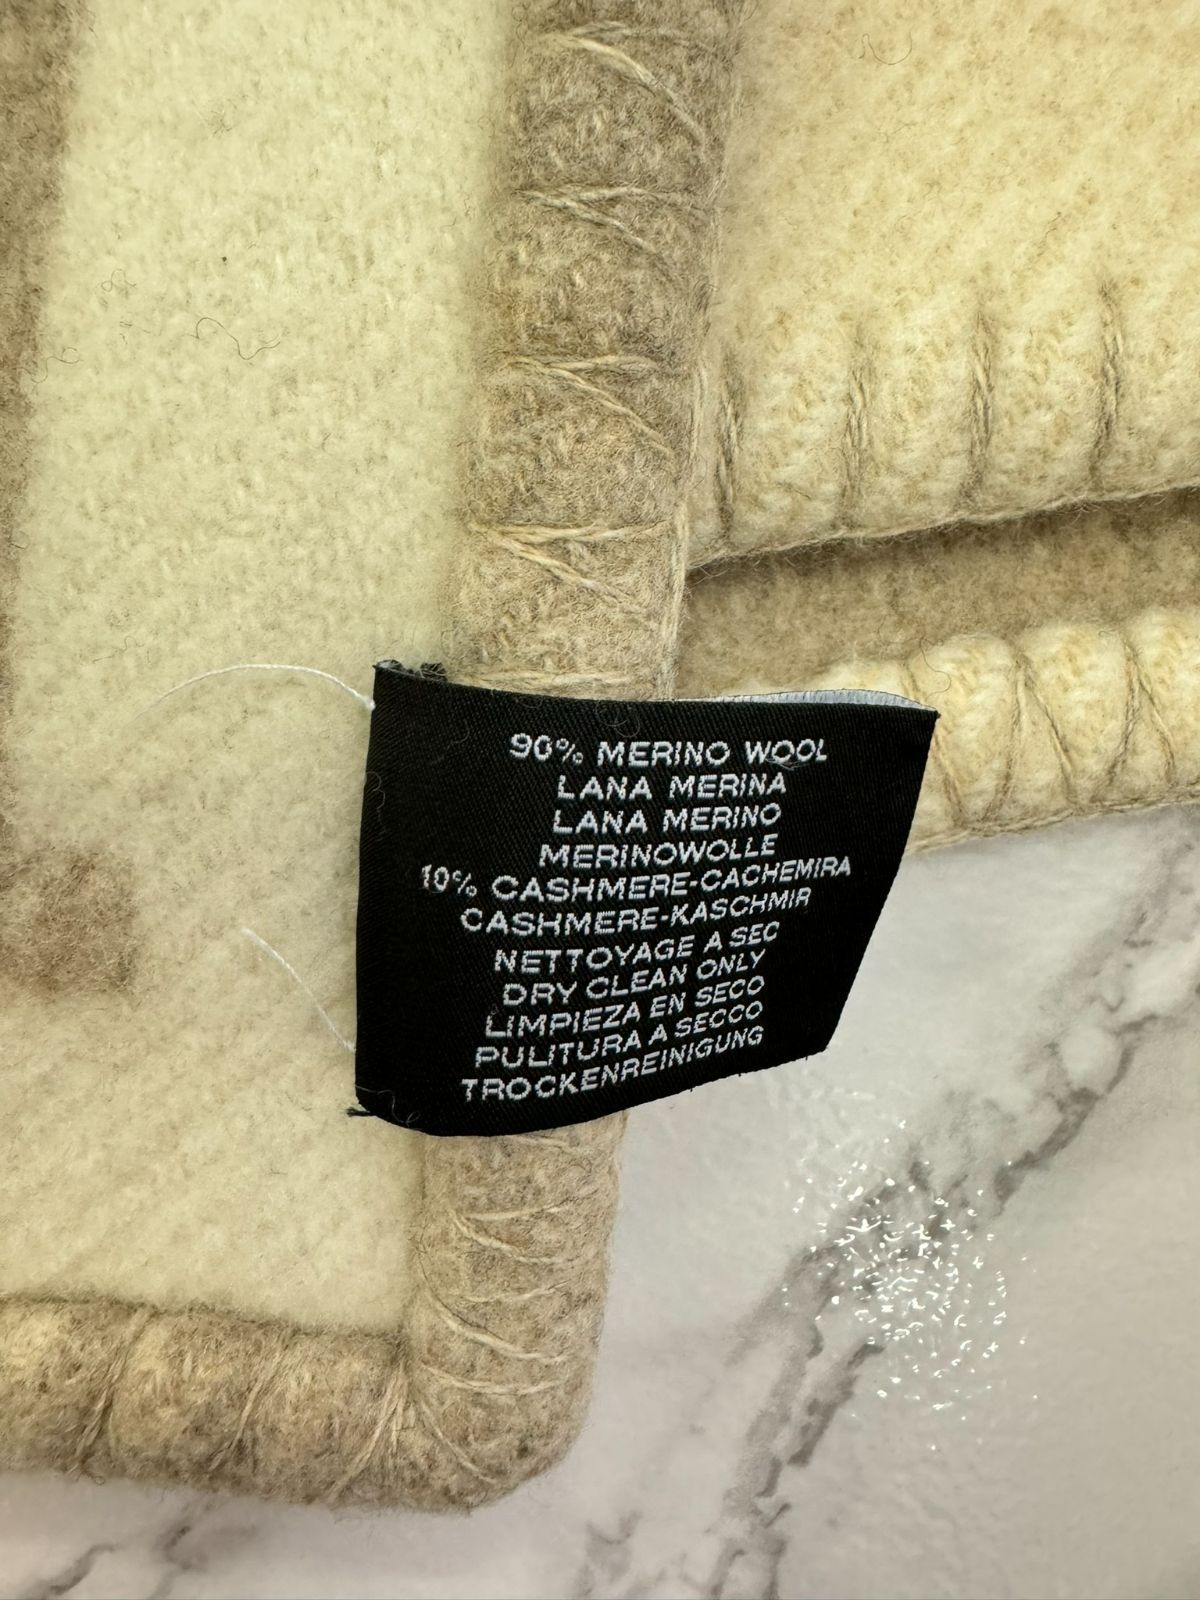 90% MERINO WOOL
LANA MERINA
LANA MERINO
MERINOWOLLE
10% CASHMERE-CACHEMIRA
CASHMERE-KASCHMIR
NETTOYAGE A SEC
DRY CLEAN ONLY
LIMPIEZA EN SECO
PULITURA A SECCO
TROCKENREINIGUNG